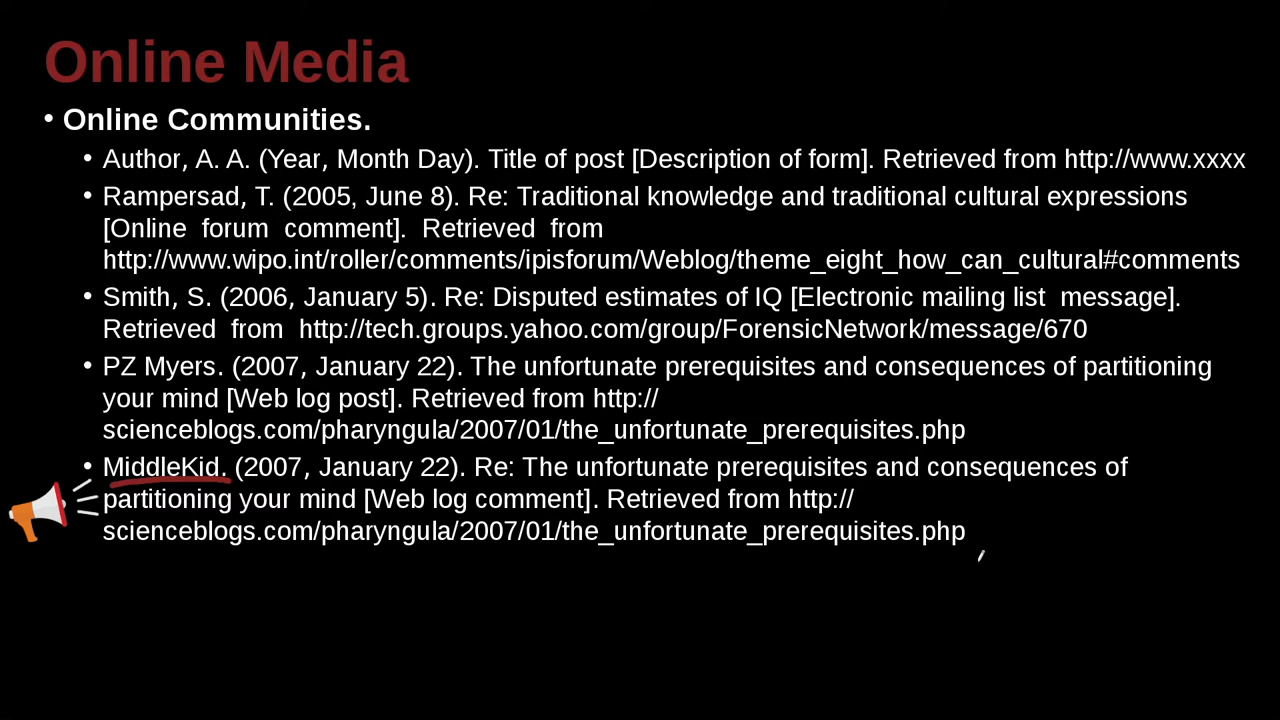 Online Media
• Online Communities.
• Author, A. A. (Year, Month Day). Title of post [Description of form]. Retrieved from http://www.xxxx
• Rampersad, T. (2005, June 8). Re: Traditional knowledge and traditional cultural expressions
[Online forum comment]. Retrieved from
http://www.wipo.int/roller/comments/ipisforum/Weblog/theme_eight_how_can_cultural#comments
• Smith, S. (2006, January 5). Re: Disputed estimates of IQ [Electronic mailing list message].
Retrieved from http://tech.groups.yahoo.com/group/ForensicNetwork/message/670
• PZ Myers. (2007, January 22). The unfortunate prerequisites and consequences of partitioning
your mind [Web log post]. Retrieved from http://
scienceblogs.com/pharyngula/2007/01/the_unfortunate_prerequisites.php
• MiddleKid. (2007, January 22). Re: The unfortunate prerequisites and consequences of
partitioning your mind [Web log comment]. Retrieved from http://
scienceblogs.com/pharyngula/2007/01/the_unfortunate_prerequisites.php